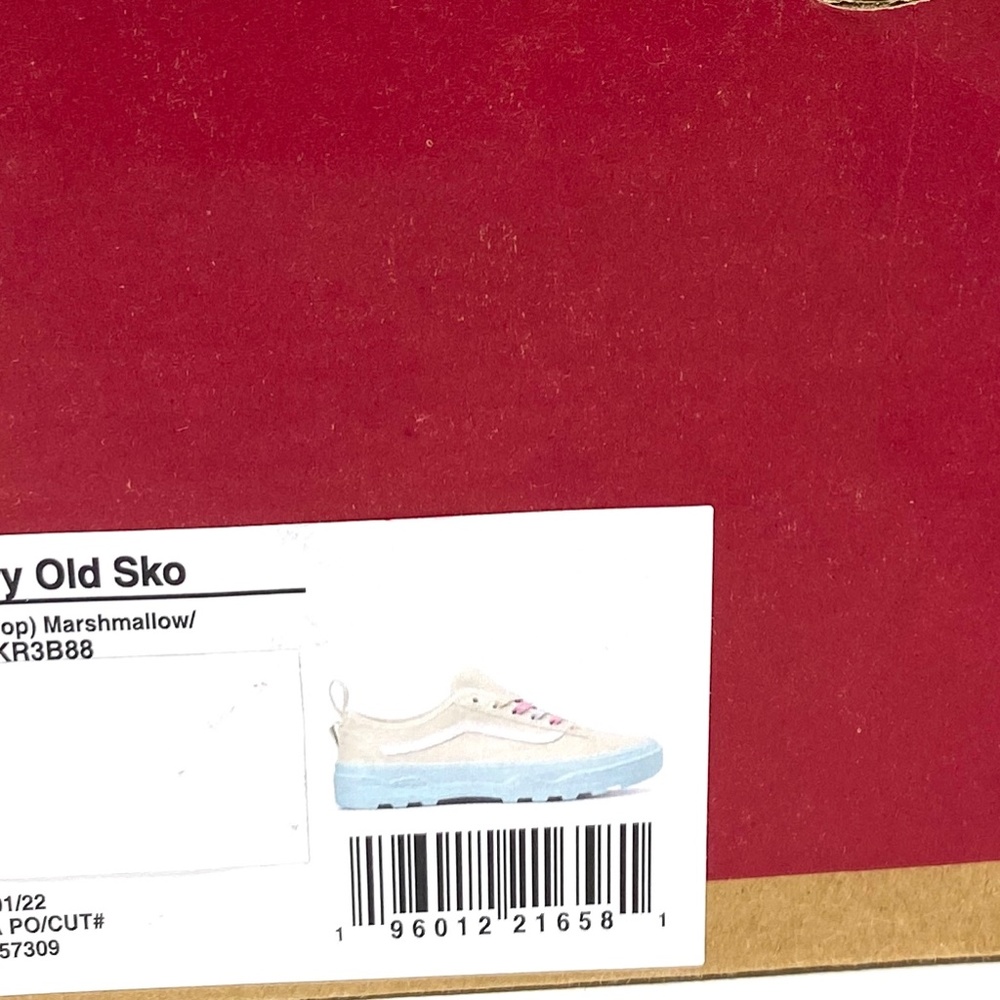 y Old Sko
op) Marshmallow/
KR3B88
01/22
A PO/CUT#
57309
1 96012 21658 1